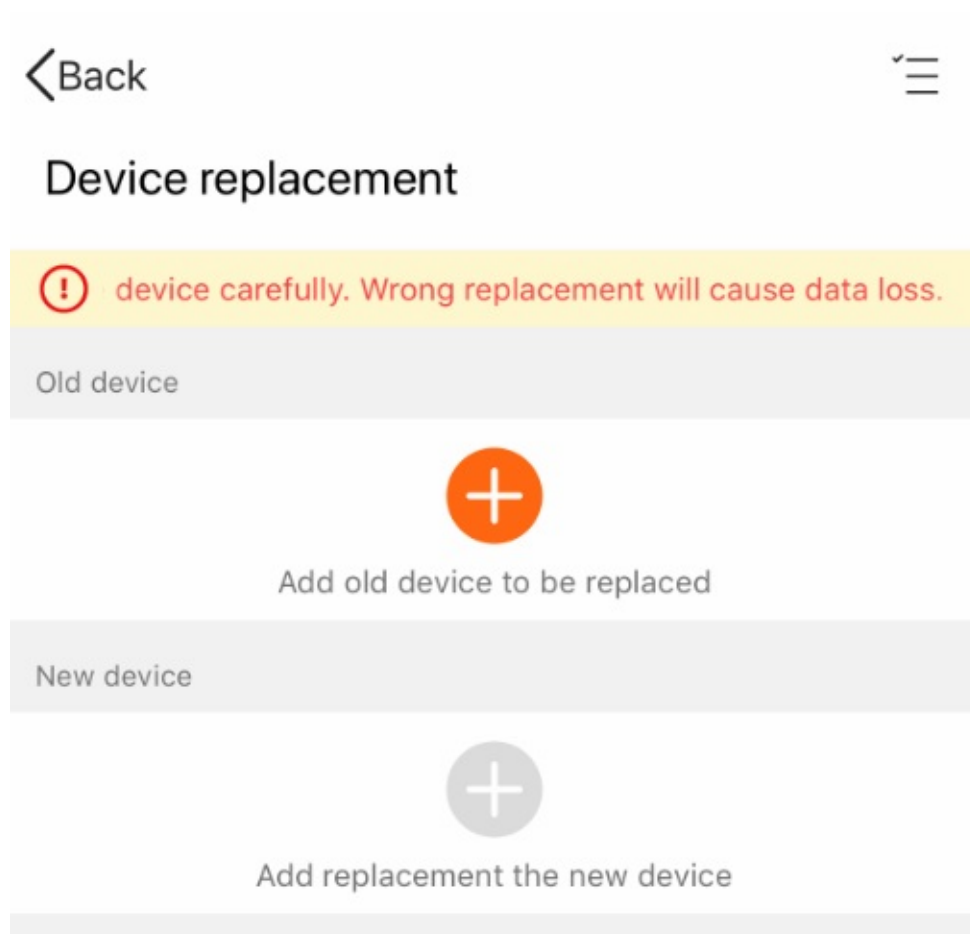 Back
Device replacement
device carefully. Wrong replacement will cause data loss.
Old device
Add old device to be replaced
New device
Add replacement the new device